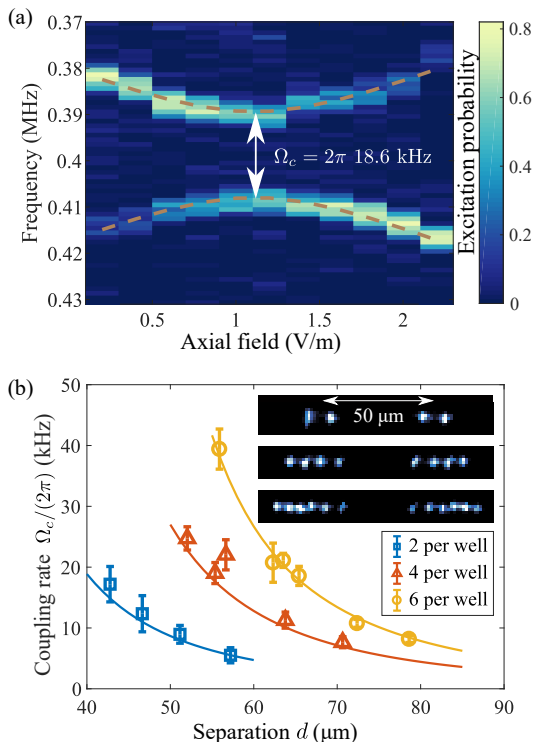 (a)
0.37
0.38
0.39
0.4
0.41
0.42
0.43
Frequency (MHz)
Ω_c = 2π 18.6 kHz
0.5
1
1.5
2
Axial field (V/m)
0.8
0.6
0.4
0.2
0
Excitation probability
(b)
50
40
30
20
10
0
Coupling rate Ω_c/(2π) (kHz)
50 μm
2 per well
4 per well
6 per well
40
50
60
70
80
90
Separation d (μm)